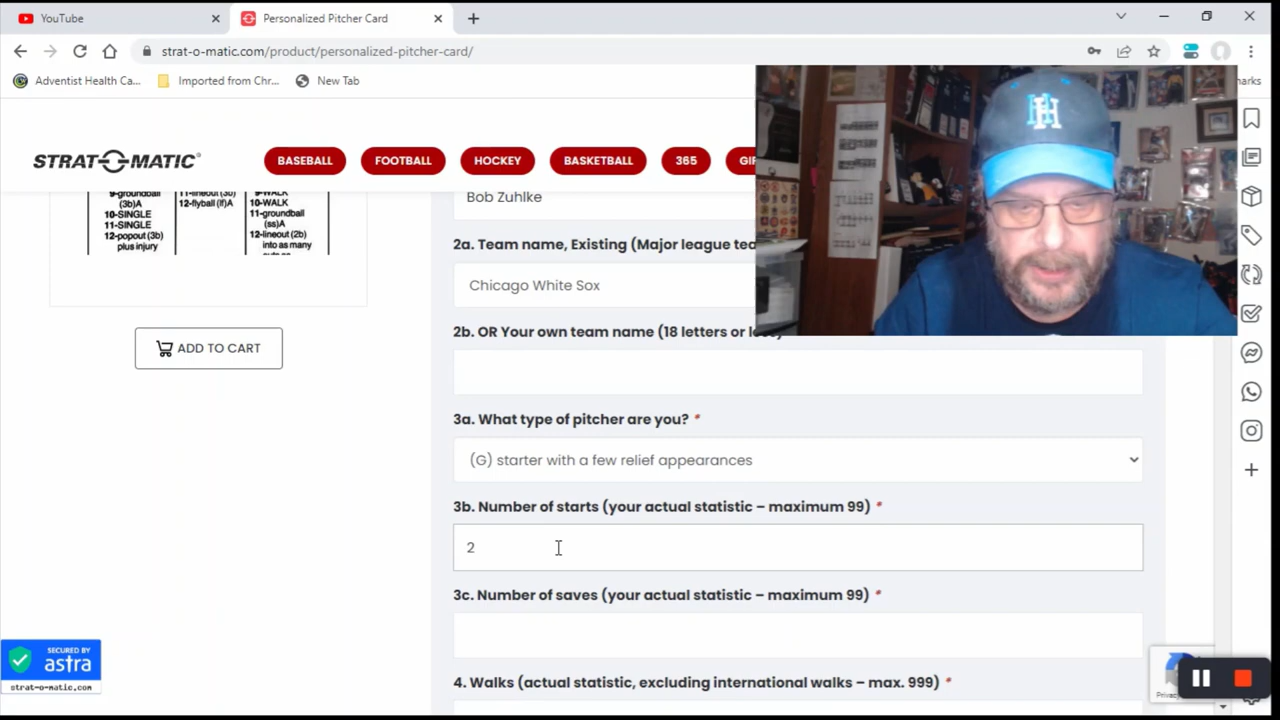 YouTube
Personalized Pitcher Card
strat-o-matic.com/product/personalized-pitcher-card/
Adventist Health Ca...
Imported from Chr...
New Tab
STRAT-O-MATIC
BASEBALL
FOOTBALL
HOCKEY
BASKETBALL
365
9-groundball
(3b)A
10-SINGLE
11-SINGLE
12-popout (3b)
plus injury
11-lineout (3b)
12-flyball (lf)A
9-WALK
10-WALK
11-groundball
(ss)A
12-lineout (2b)
into as many
ADD TO CART
Bob Zuhlke
2a. Team name, Existing (Major league
Chicago White Sox
2b. OR Your own team name (18 letters or
3a. What type of pitcher are you? *
(G) starter with a few relief appearances
3b. Number of starts (your actual statistic – maximum 99) *
2
3c. Number of saves (your actual statistic – maximum 99) *
4. Walks (actual statistic, excluding international walks – max. 999) *
SECURED BY
astra
strat-o-matic.com